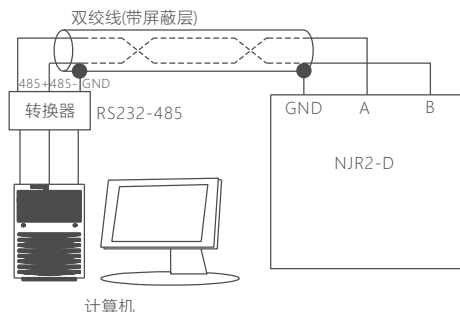 双绞线(带屏蔽层)
485+485- GND
转换器 RS232-485
GND A B
NJR2-D
计算机